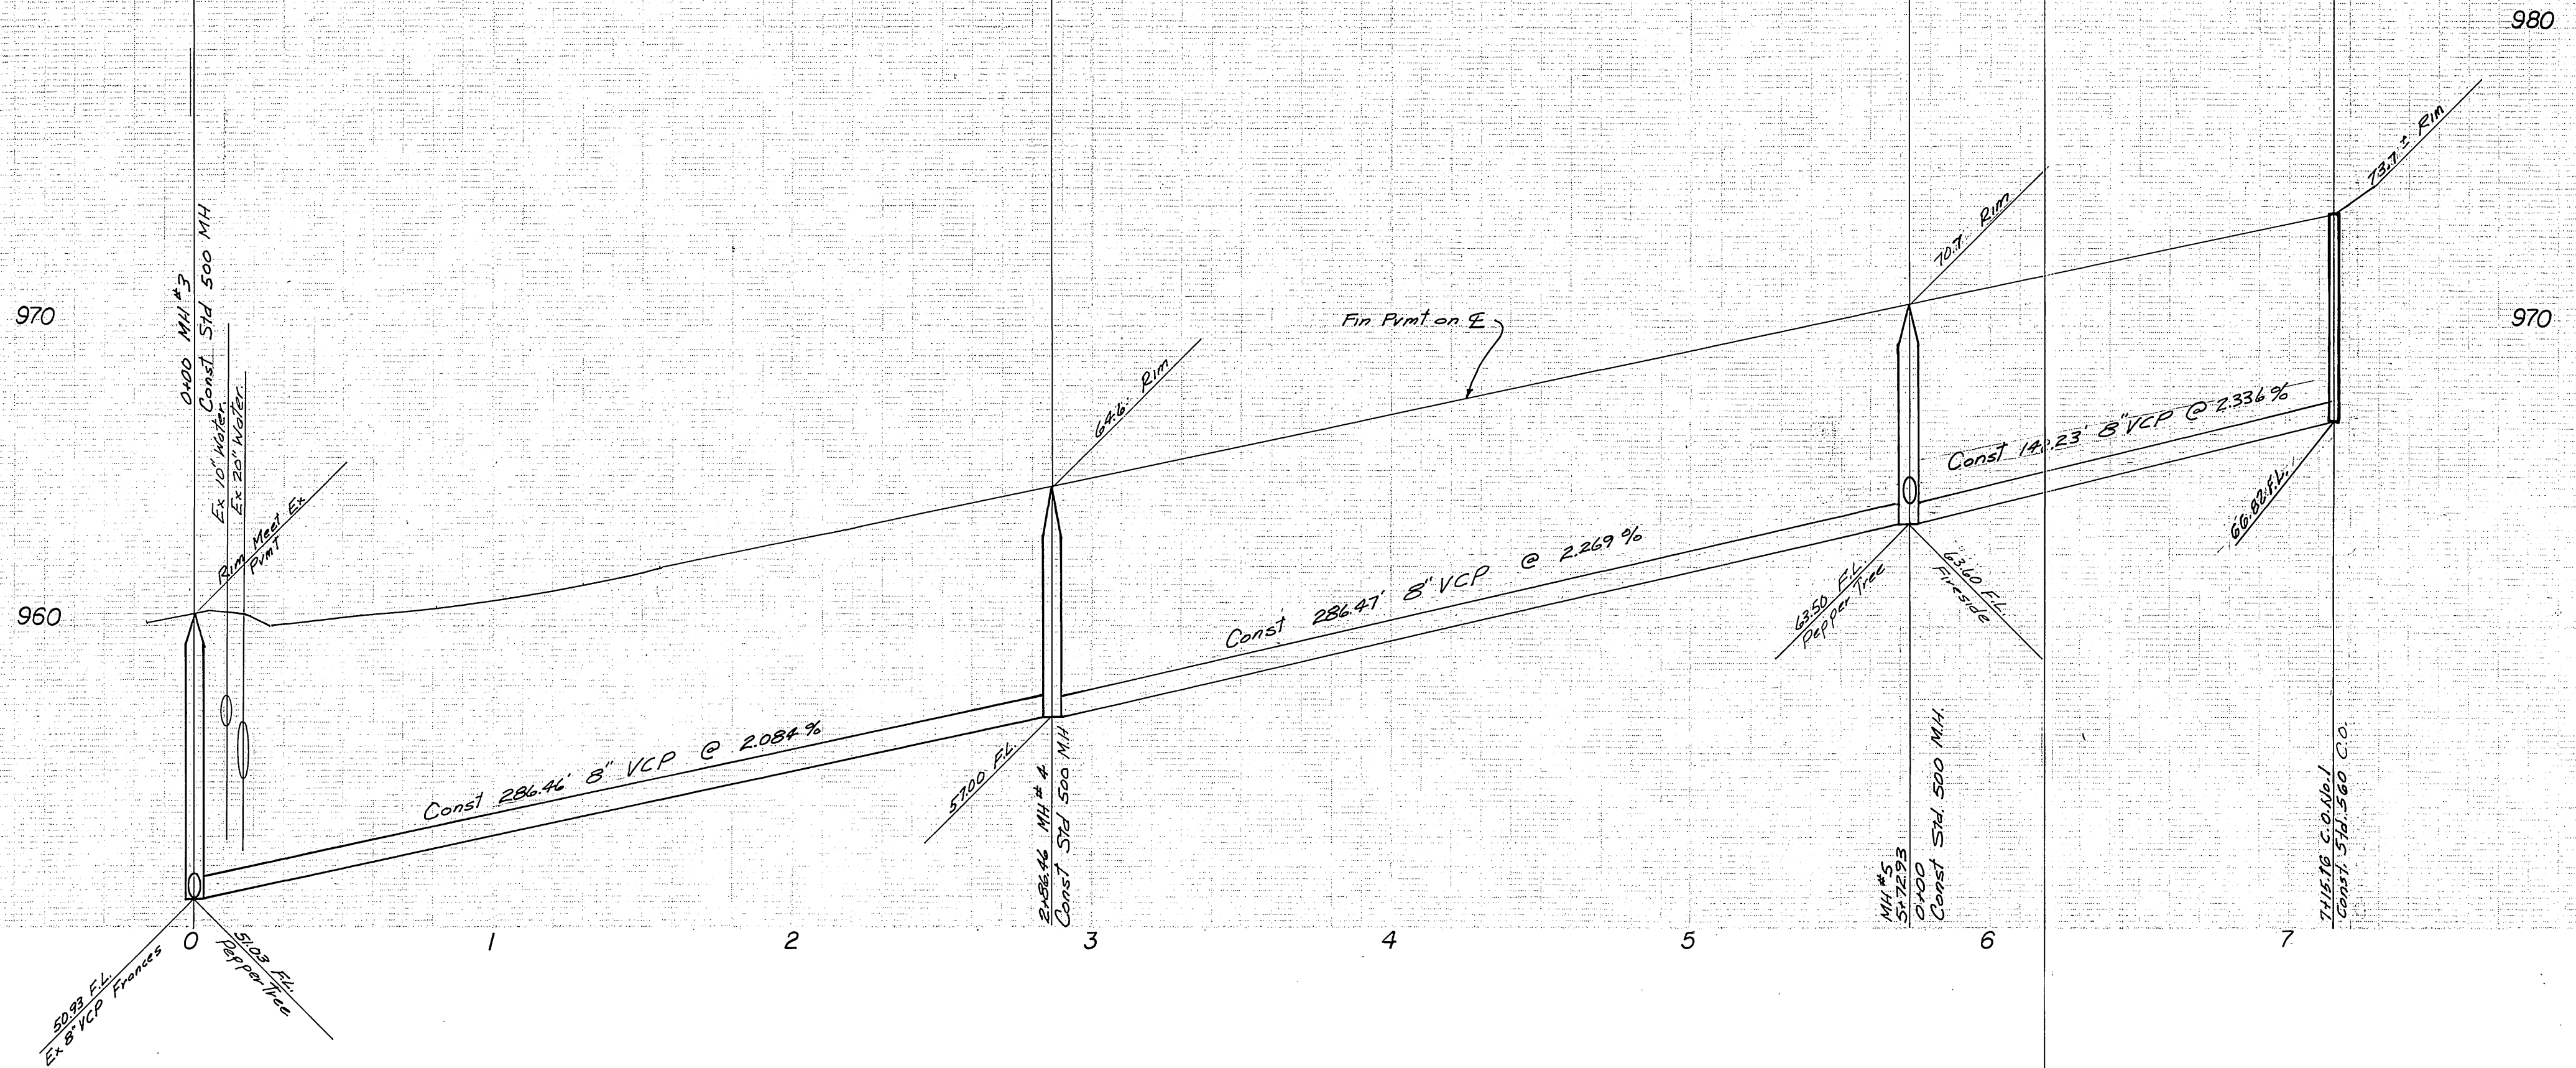 980
970
970
960
0+00 MH #3
Const Std 500 MH
Ex 10" Water.
Ex 20" Water.
Rim Meet Ex
Pvmt
64.6 Rim
Fin Pvmt on ℄
70.7 Rim
73.7 ± Rim
Const 286.46' 8" VCP @ 2.084 %
Const 286.47' 8" VCP @ 2.269 %
Const 142.23' 8" VCP @ 2.336 %
57.00 F.L.
2+86.46 MH # 4
Const Std 500 M.H
63.50 F.L.
Pepper Tree
63.60 F.L.
Fireside
MH #5
5+72.93
0+00
Const Std. 500 M.H.
66.82 F.L.
7+15.16 C.O. No.1
Const. Std. 560 C.O.
0 1 2 3 4 5 6 7
50.93 F.L.
Ex 8" VCP Frances
51.03 F.L.
Pepper Tree